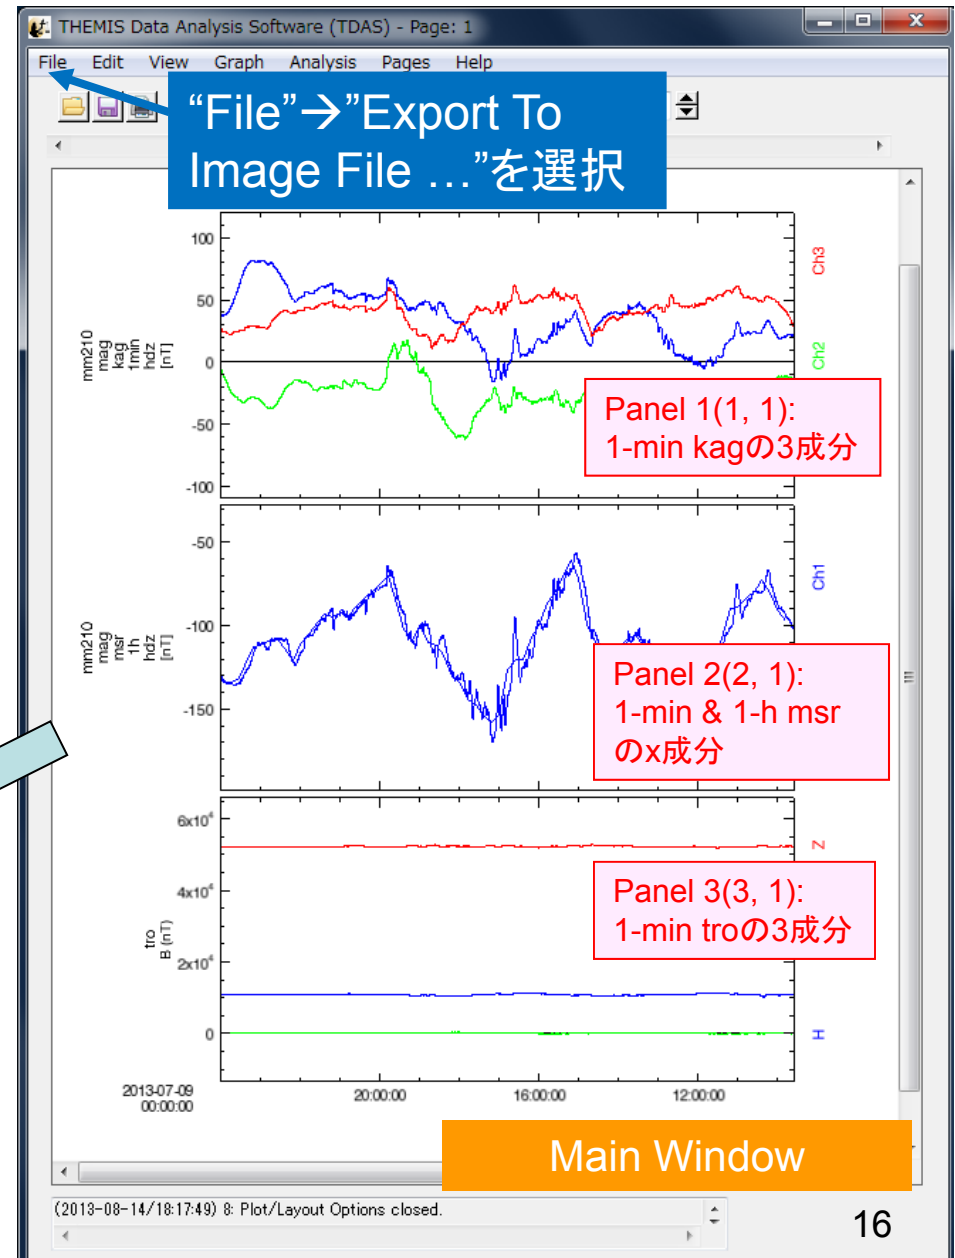 THEMIS Data Analysis Software (TDAS) - Page: 1
File Edit View Graph Analysis Pages Help
“File”→”Export To
Image File …”を選択
100
50
0
-50
-100
mm210
mag
kag
1min
hdz
[nT]
Ch3
Ch2
Panel 1(1, 1):
1-min kagの3成分
-50
-100
-150
mm210
mag
msr
1h
hdz
[nT]
Ch1
Panel 2(2, 1):
1-min & 1-h msr
のx成分
6x10⁴
4x10⁴
2x10⁴
0
tro
B (nT)
Z
H
Panel 3(3, 1):
1-min troの3成分
2013-07-09
00:00:00
20:00:00
16:00:00
12:00:00
Main Window
(2013-08-14/18:17:49) 8: Plot/Layout Options closed.
16